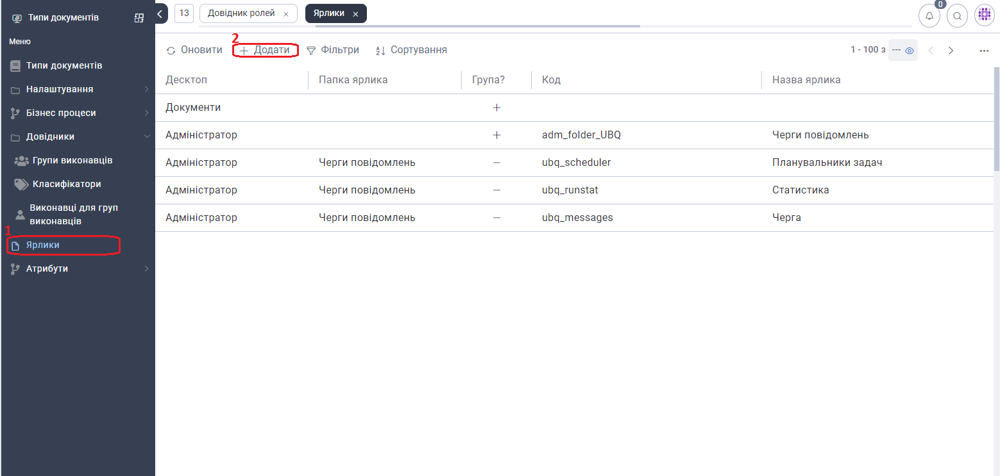 Типи документів
13
Довідник ролей
Ярлики
0
Меню
Типи документів
Налаштування
Бізнес процеси
Довідники
Групи виконавців
Класифікатори
Виконавці для груп
виконавців
1
Ярлики
Атрибути
2
Оновити Додати Фільтри Сортування 1 - 100 з ---
Десктоп Папка ярлика Група? Код Назва ярлика
Документи
Адміністратор adm_folder_UBQ Черги повідомлень
Адміністратор Черги повідомлень ubq_scheduler Планувальники задач
Адміністратор Черги повідомлень ubq_runstat Статистика
Адміністратор Черги повідомлень ubq_messages Черга